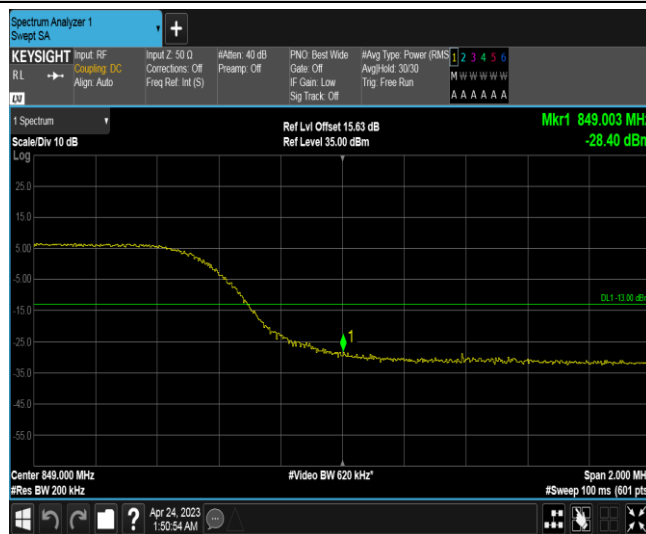 Spectrum Analyzer 1
Swept SA
+
KEYSIGHT
RL
LXI
Input: RF
Coupling: DC
Align: Auto
Input Z: 50 Ω
Corrections: Off
Freq Ref: Int (S)
#Atten: 40 dB
Preamp: Off
PNO: Best Wide
Gate: Off
IF Gain: Low
Sig Track: Off
#Avg Type: Power (RMS
Avg|Hold: 30/30
Trig: Free Run
1 2 3 4 5 6
M W W W W W
A A A A A A
1 Spectrum
Scale/Div 10 dB
Ref Lvl Offset 15.63 dB
Ref Level 35.00 dBm
Mkr1 849.003 MHz
-28.40 dBm
Log
25.0
15.0
5.00
-5.00
DL1 -13.00 dBm
-15.0
1
-25.0
-35.0
-45.0
-55.0
Center 849.000 MHz
#Video BW 620 kHz*
Span 2.000 MHz
#Res BW 200 kHz
#Sweep 100 ms (601 pts
?
Apr 24, 2023
1:50:54 AM